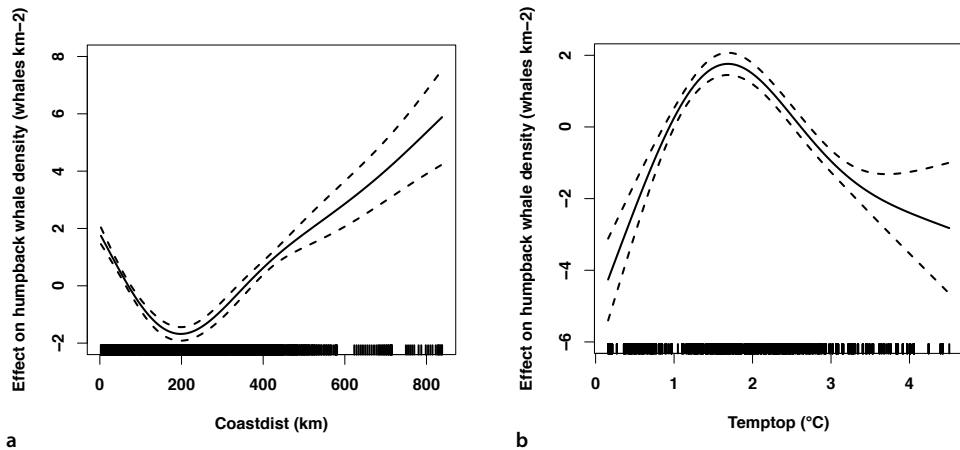 Effect on humpback whale density (whales km−2)
8
6
4
2
0
−2
0 200 400 600 800
Coastdist (km)
a
Effect on humpback whale density (whales km−2)
2
0
−2
−4
−6
0 1 2 3 4
Temptop (°C)
b